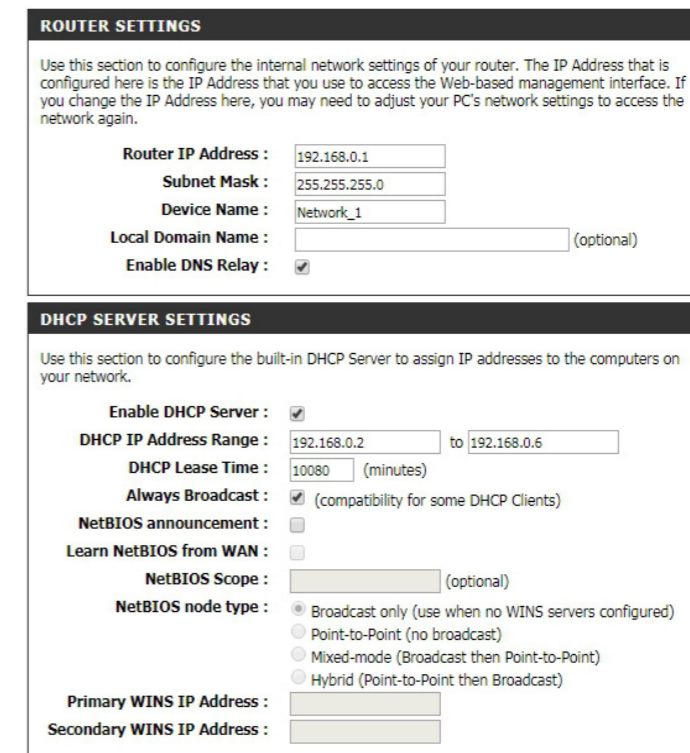 ROUTER SETTINGS
Use this section to configure the internal network settings of your router. The IP Address that is
configured here is the IP Address that you use to access the Web-based management interface. If
you change the IP Address here, you may need to adjust your PC's network settings to access the
network again.
Router IP Address : 192.168.0.1
Subnet Mask : 255.255.255.0
Device Name : Network_1
Local Domain Name : (optional)
Enable DNS Relay :
DHCP SERVER SETTINGS
Use this section to configure the built-in DHCP Server to assign IP addresses to the computers on
your network.
Enable DHCP Server :
DHCP IP Address Range : 192.168.0.2 to 192.168.0.6
DHCP Lease Time : 10080 (minutes)
Always Broadcast : (compatibility for some DHCP Clients)
NetBIOS announcement :
Learn NetBIOS from WAN :
NetBIOS Scope : (optional)
NetBIOS node type : Broadcast only (use when no WINS servers configured)
Point-to-Point (no broadcast)
Mixed-mode (Broadcast then Point-to-Point)
Hybrid (Point-to-Point then Broadcast)
Primary WINS IP Address :
Secondary WINS IP Address :